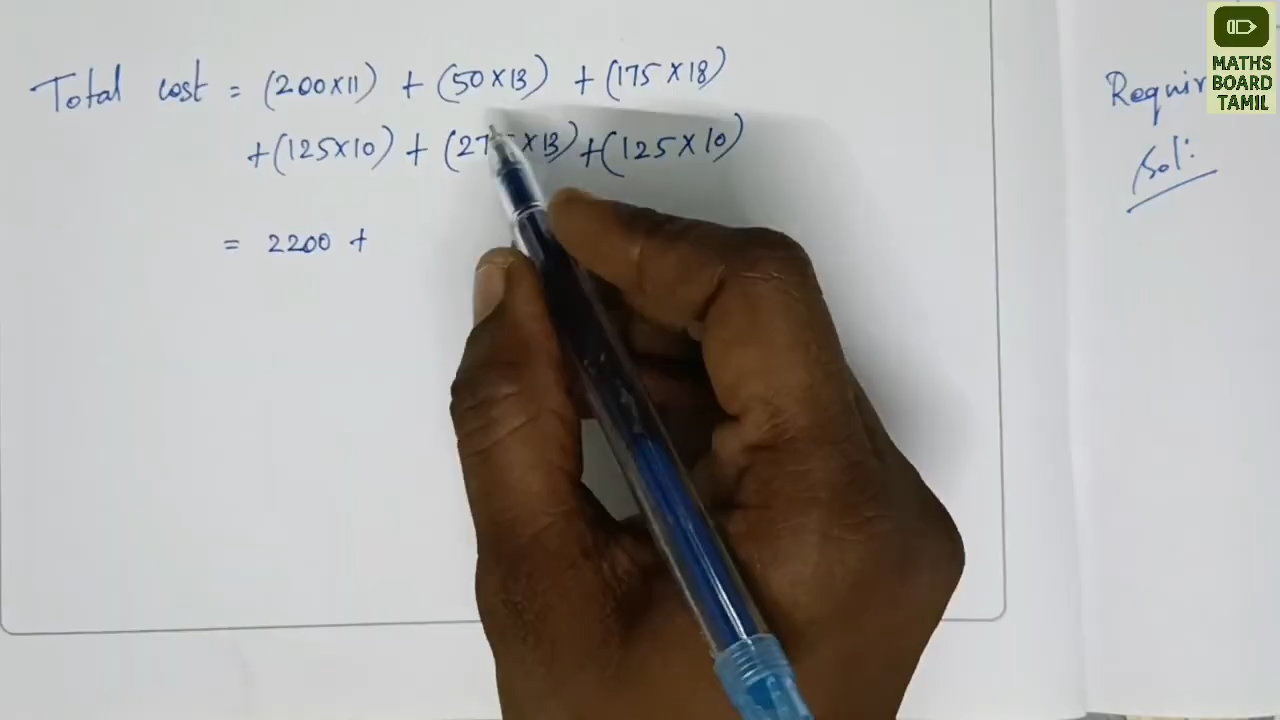 Total cost = (200×11) + (50×13) + (175×18)
+(125×10) + (275×13) +(125×10)
= 2200 +
Requir
Sol:
MATHS
BOARD
TAMIL